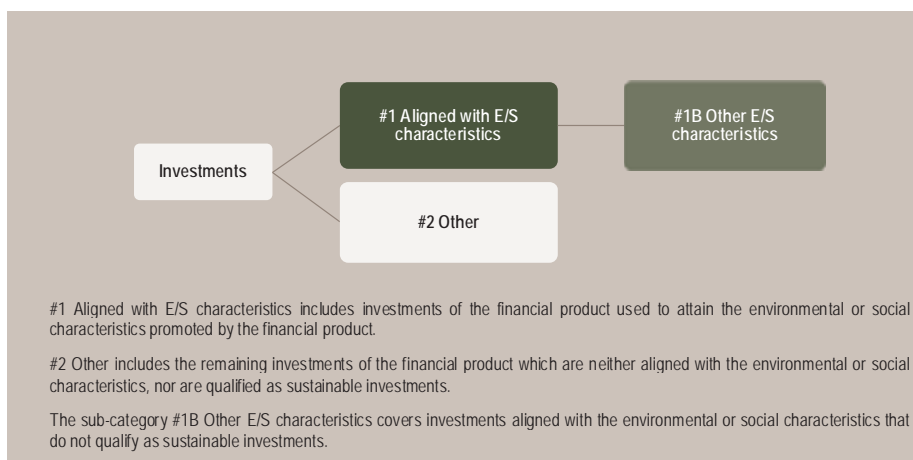 #1 Aligned with E/S
characteristics
#1B Other E/S
characteristics
Investments
#2 Other
#1 Aligned with E/S characteristics includes investments of the financial product used to attain the environmental or social
characteristics promoted by the financial product.
#2 Other includes the remaining investments of the financial product which are neither aligned with the environmental or social
characteristics, nor are qualified as sustainable investments.
The sub-category #1B Other E/S characteristics covers investments aligned with the environmental or social characteristics that
do not qualify as sustainable investments.